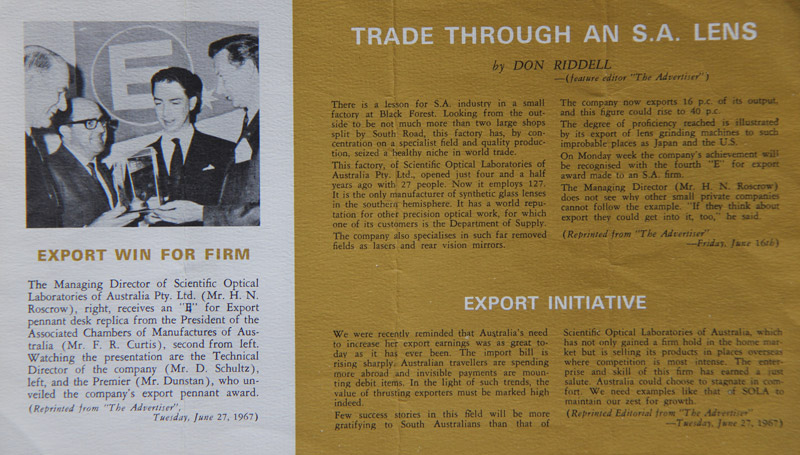 E
EXPORT WIN FOR FIRM
The Managing Director of Scientific Optical
Laboratories of Australia Pty. Ltd. (Mr. H. N.
Roscrow), right, receives an "E" for Export
pennant desk replica from the President of the
Associated Chambers of Manufactures of Aus-
tralia (Mr. F. R. Curtis), second from left.
Watching the presentation are the Technical
Director of the company (Mr. D. Schultz),
left, and the Premier (Mr. Dunstan), who un-
veiled the company's export pennant award.
(Reprinted from "The Advertiser",
Tuesday, June 27, 1967)
TRADE THROUGH AN S.A. LENS
by DON RIDDELL
—(feature editor "The Advertiser")
There is a lesson for S.A. industry in a small
factory at Black Forest. Looking from the out-
side to be not much more than two large shops
split by South Road, this factory has, by con-
centration on a specialist field and quality produc-
tion, seized a healthy niche in world trade.
This factory, of Scientific Optical Laboratories of
Australia Pty. Ltd., opened just four and a half
years ago with 27 people. Now it employs 127.
It is the only manufacturer of synthetic glass lenses
in the southern hemisphere. It has a world repu-
tation for other precision optical work, for which
one of its customers is the Department of Supply.
The company also specialises in such far removed
fields as lasers and rear vision mirrors.
The company now exports 16 p.c. of its output,
and this figure could rise to 40 p.c.
The degree of proficiency reached is illustrated
by its export of lens grinding machines to such
improbable places as Japan and the U.S.
On Monday week the company's achievement will
be recognised with the fourth "E" for export
award made to an S.A. firm.
The Managing Director (Mr. H. N. Roscrow)
does not see why other small private companies
cannot follow the example. "If they think about
export they could get into it, too," he said.
(Reprinted from "The Advertiser"
—Friday, June 16th)
EXPORT INITIATIVE
We were recently reminded that Australia's need
to increase her export earnings was as great to-
day as it has ever been. The import bill is
rising sharply. Australian travellers are spending
more abroad and invisible payments are moun-
ting debit items. In the light of such trends, the
value of thrusting exporters must be marked high
indeed.
Few success stories in this field will be more
gratifying to South Australians than that of
Scientific Optical Laboratories of Australia, which
has not only gained a firm hold in the home mar-
ket but is selling its products in places overseas
where competition is most intense. The enter-
prise and skill of this firm has earned a just
salute. Australia could choose to stagnate in com-
fort. We need examples like that of SOLA to
maintain our zest for growth.
(Reprinted Editorial from "The Advertiser"
—Tuesday, June 27, 1967)